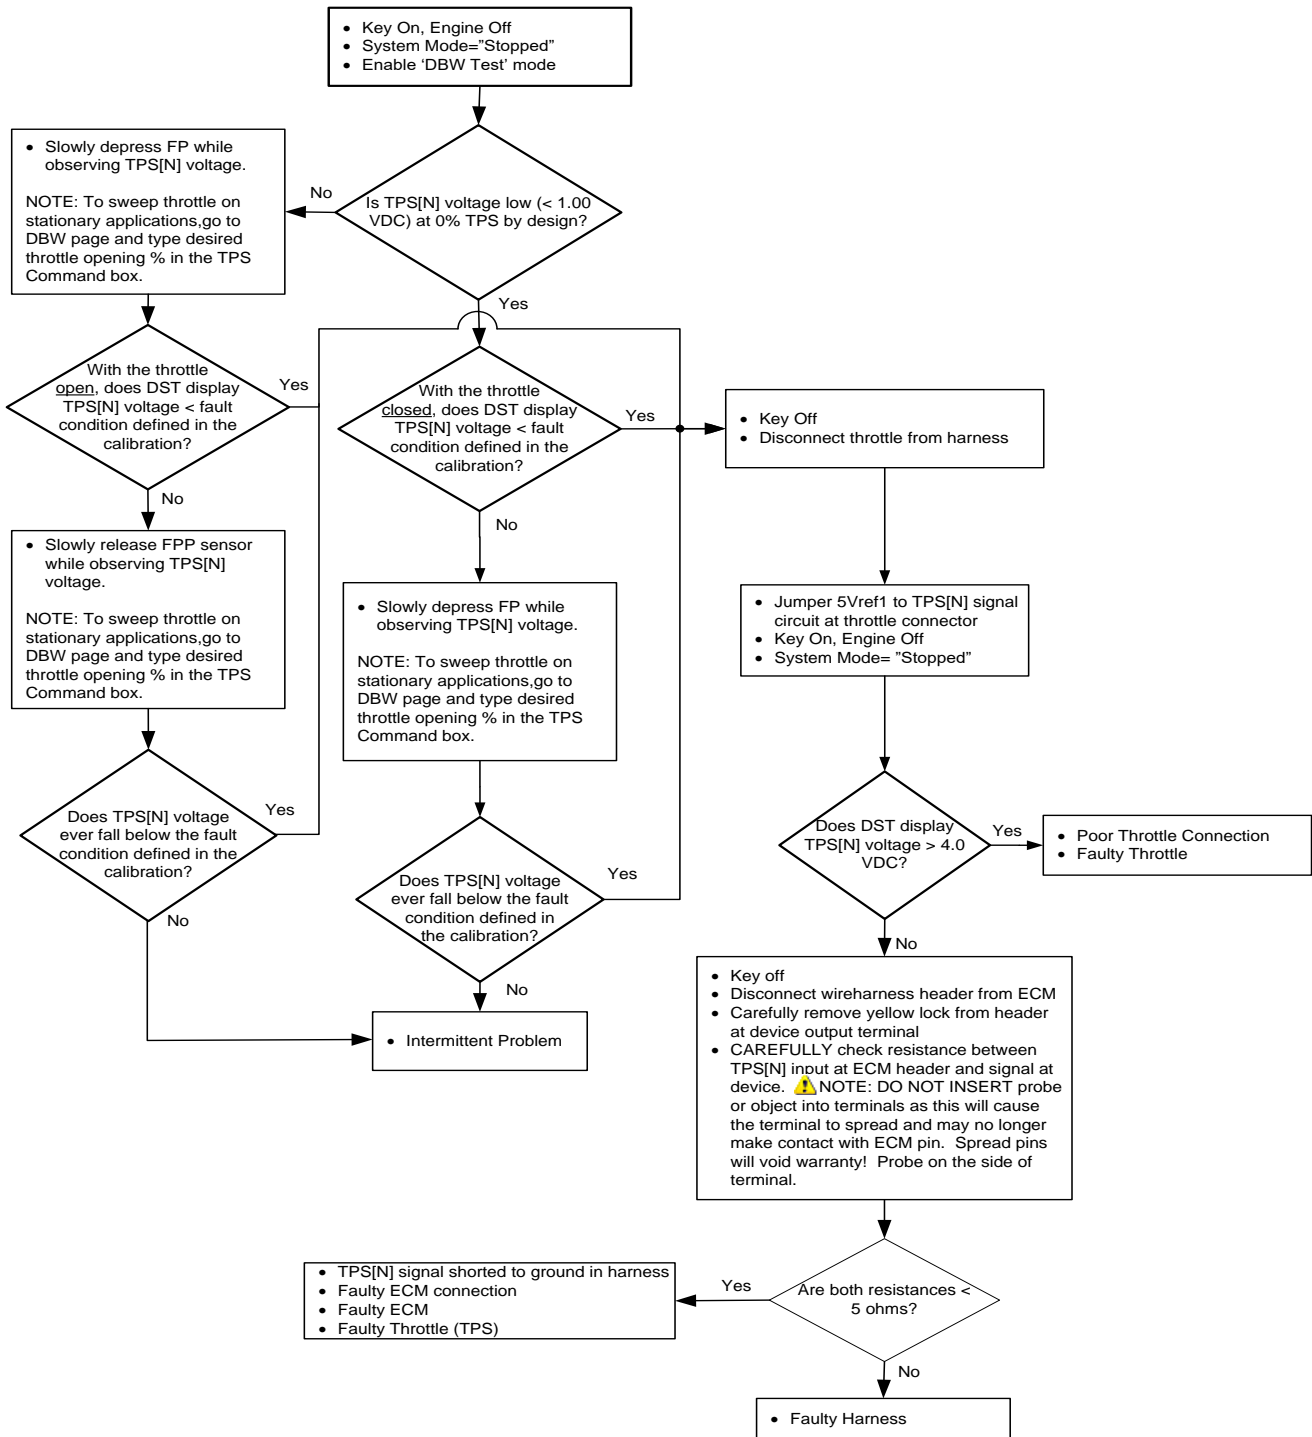 • Key On, Engine Off
• System Mode=”Stopped”
• Enable ‘DBW Test’ mode
Is TPS[N] voltage low (< 1.00
VDC) at 0% TPS by design?
No
Yes
• Slowly depress FP while
observing TPS[N] voltage.
NOTE: To sweep throttle on
stationary applications,go to
DBW page and type desired
throttle opening % in the TPS
Command box.
With the throttle
open, does DST display
TPS[N] voltage < fault
condition defined in the
calibration?
Yes
No
• Slowly release FPP sensor
while observing TPS[N]
voltage.
NOTE: To sweep throttle on
stationary applications,go to
DBW page and type desired
throttle opening % in the TPS
Command box.
Does TPS[N] voltage
ever fall below the fault
condition defined in the
calibration?
Yes
No
With the throttle
closed, does DST display
TPS[N] voltage < fault
condition defined in the
calibration?
Yes
No
• Slowly depress FP while
observing TPS[N] voltage.
NOTE: To sweep throttle on
stationary applications,go to
DBW page and type desired
throttle opening % in the TPS
Command box.
Does TPS[N] voltage
ever fall below the fault
condition defined in
the calibration?
Yes
No
• Intermittent Problem
• Key Off
• Disconnect throttle from harness
• Jumper 5Vref1 to TPS[N] signal
circuit at throttle connector
• Key On, Engine Off
• System Mode= ”Stopped”
Does DST display
TPS[N] voltage > 4.0
VDC?
Yes
• Poor Throttle Connection
• Faulty Throttle
No
• Key off
• Disconnect wireharness header from ECM
• Carefully remove yellow lock from header
at device output terminal
• CAREFULLY check resistance between
TPS[N] input at ECM header and signal at
device. NOTE: DO NOT INSERT probe
or object into terminals as this will cause
the terminal to spread and may no longer
make contact with ECM pin. Spread pins
will void warranty! Probe on the side of
terminal.
Are both resistances <
5 ohms?
Yes
• TPS[N] signal shorted to ground in harness
• Faulty ECM connection
• Faulty ECM
• Faulty Throttle (TPS)
No
• Faulty Harness